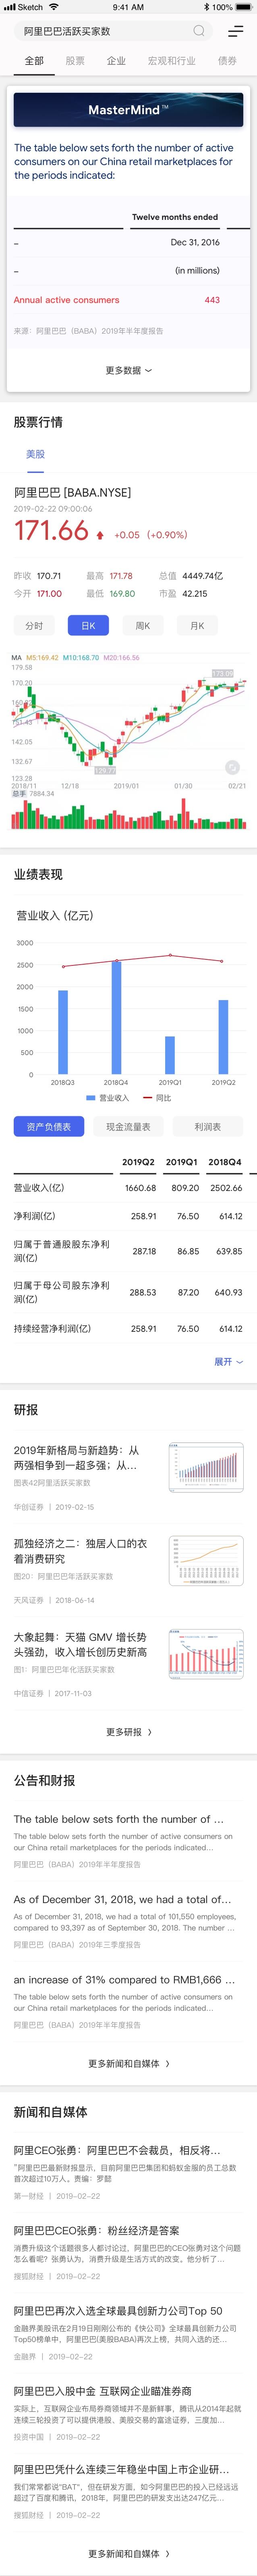 Sketch
9:41 AM
100%
阿里巴巴活跃买家数
全部 股票 企业 宏观和行业 债券
MasterMind™
The table below sets forth the number of active
consumers on our China retail marketplaces for
the periods indicated:
Twelve months ended
– Dec 31, 2016
– (in millions)
Annual active consumers 443
来源：阿里巴巴（BABA）2019年半年度报告
更多数据
股票行情
美股
阿里巴巴 [BABA.NYSE]
2019-02-22 09:00:06
171.66 +0.05 (+0.90%)
昨收 170.71 最高 171.78 总值 4449.74亿
今开 171.00 最低 169.80 市盈 42.215
分时 日K 周K 月K
MA M5:169.42 M10:168.70 M20:166.56
179.58
173.06
170.20
151.43
142.05
132.67
129.77
123.28
2018/11 12/18 2019/01 01/30 02/21
总手 7884.34
业绩表现
营业收入 (亿元)
3000
2500
2000
1500
1000
500
0
2018Q3 2018Q4 2019Q1 2019Q2
营业收入 同比
资产负债表 现金流量表 利润表
2019Q2 2019Q1 2018Q4
营业收入(亿) 1660.68 809.20 2502.66
净利润(亿) 258.91 76.50 614.12
归属于普通股股东净利
润(亿) 287.18 86.85 639.85
归属于母公司股东净利
润(亿) 288.53 87.20 640.93
持续经营净利润(亿) 258.91 76.50 614.12
展开
研报
2019年新格局与新趋势：从
两强相争到一超多强；从...
图表42阿里活跃买家数
华创证券 | 2019-02-15
孤独经济之二：独居人口的衣
着消费研究
图20：阿里巴巴年活跃买家数
天风证券 | 2018-06-14
大象起舞：天猫 GMV 增长势
头强劲，收入增长创历史新高
图1：阿里巴巴年化活跃买家数
中信证券 | 2017-11-03
更多研报
公告和财报
The table below sets forth the number of ...
The table below sets forth the number of active consumers on
our China retail marketplaces for the periods indicated...
阿里巴巴（BABA）2019年半年度报告
As of December 31, 2018, we had a total of...
As of December 31, 2018, we had a total of 101,550 employees,
compared to 93,397 as of September 30, 2018. The number ...
阿里巴巴（BABA）2019年三季度报告
an increase of 31% compared to RMB1,666 ...
The table below sets forth the number of active consumers on
our China retail marketplaces for the periods indicated...
阿里巴巴（BABA）2019年半年度报告
更多新闻和自媒体
新闻和自媒体
阿里CEO张勇：阿里巴巴不会裁员，相反将...
"阿里巴巴最新财报显示，目前阿里巴巴集团和蚂蚁金服的员工总数
首次超过10万人。责编：罗懿
第一财经 | 2019-02-22
阿里巴巴CEO张勇：粉丝经济是答案
消费升级这个话题很多人都讨论过，阿里巴巴的CEO张勇对这个问题
怎么看呢？张勇认为，消费升级是生活方式的改变。他分析了...
搜狐财经 | 2019-02-22
阿里巴巴再次入选全球最具创新力公司Top 50
金融界美股讯在2月19日刚刚公布的《快公司》全球最具创新力公司
Top50榜单中，阿里巴巴(美股BABA)再次上榜，共同入选的还...
金融界 | 2019-02-22
阿里巴巴入股中金 互联网企业瞄准券商
实际上，互联网企业布局券商领域并不是新鲜事，腾讯从2014年起就
连续三轮投资了可以提供港股、美股交易的富途证券，三度加...
投资中国 | 2019-02-22
阿里巴巴凭什么连续三年稳坐中国上市企业研...
我们常常都说"BAT"，但在研发方面，如今阿里巴巴的投入已经远远
超过了百度和腾讯，2018年，阿里巴巴的研发支出达247亿元...
搜狐财经 | 2019-02-22
更多新闻和自媒体